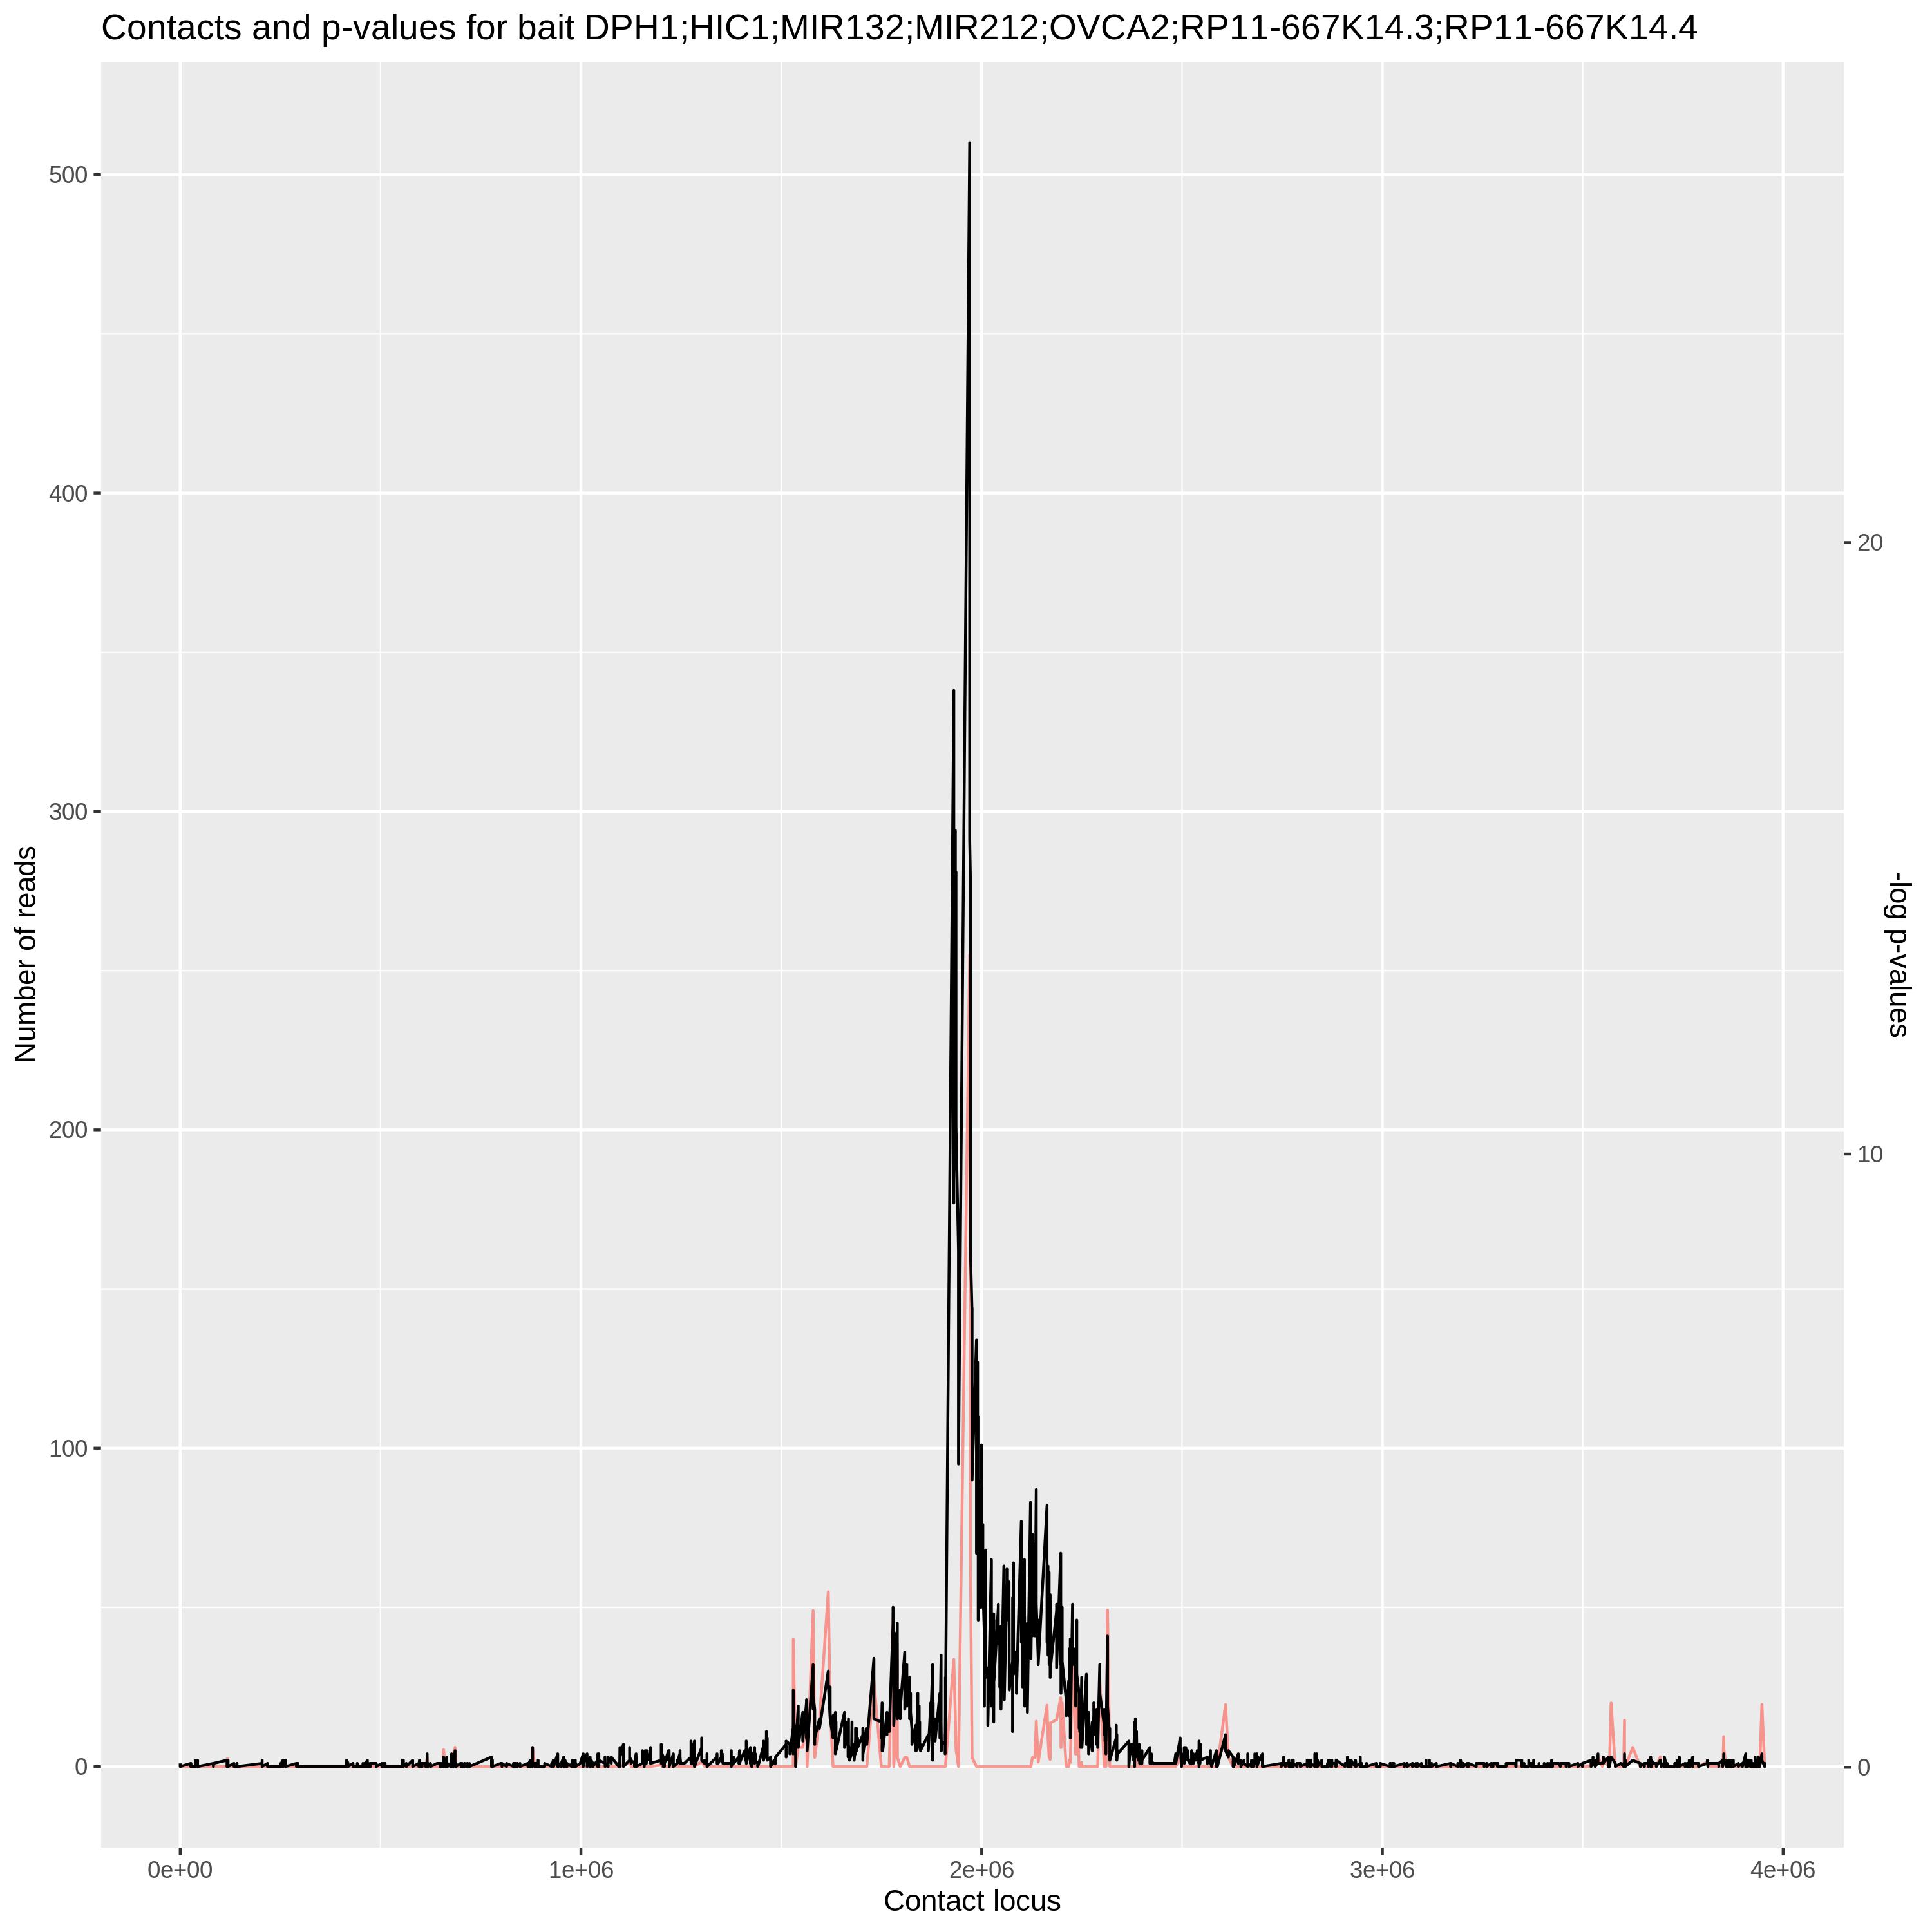 Contacts and p-values for bait DPH1;HIC1;MIR132;MIR212;OVCA2;RP11-667K14.3;RP11-667K14.4
500
400
300
200
100
0
Number of reads
20
10
0
-log p-values
0e+00
1e+06
2e+06
3e+06
4e+06
Contact locus